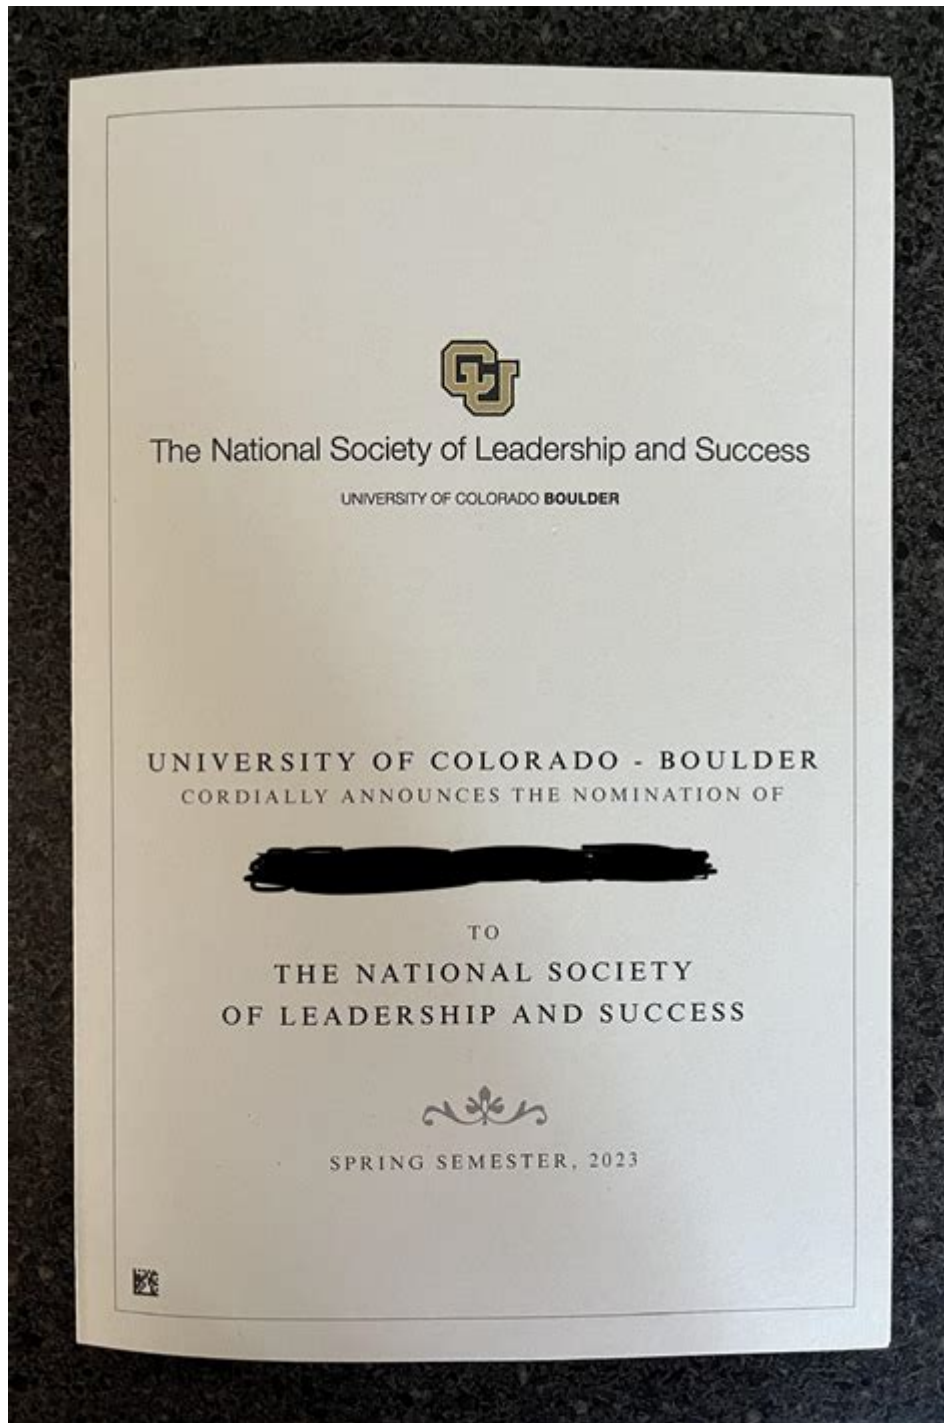 CU
The National Society of Leadership and Success
UNIVERSITY OF COLORADO BOULDER
UNIVERSITY OF COLORADO - BOULDER
CORDIALLY ANNOUNCES THE NOMINATION OF
TO
THE NATIONAL SOCIETY
OF LEADERSHIP AND SUCCESS
SPRING SEMESTER, 2023